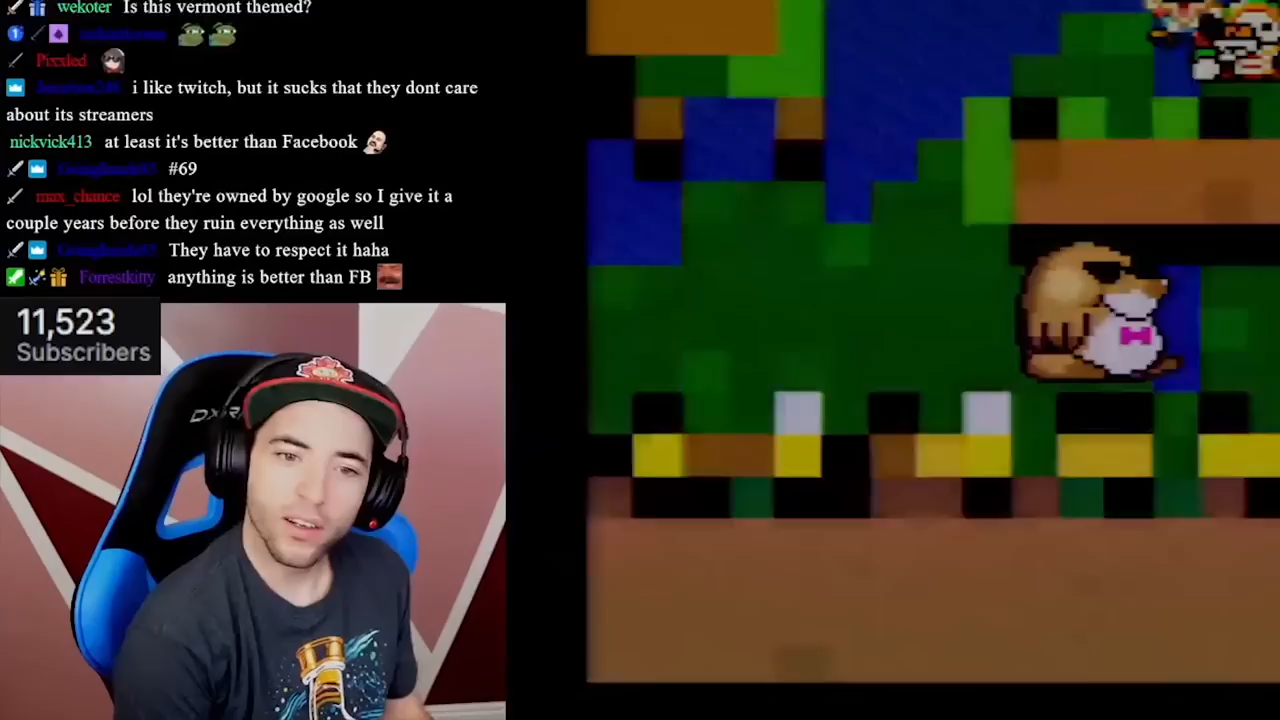 wekoter Is this vermont themed?
Pixxled
i like twitch, but it sucks that they dont care
about its streamers
nickvick413 at least it's better than Facebook
#69
max_chance lol they're owned by google so I give it a
couple years before they ruin everything as well
They have to respect it haha
Forrestkitty anything is better than FB
11,523
Subscribers